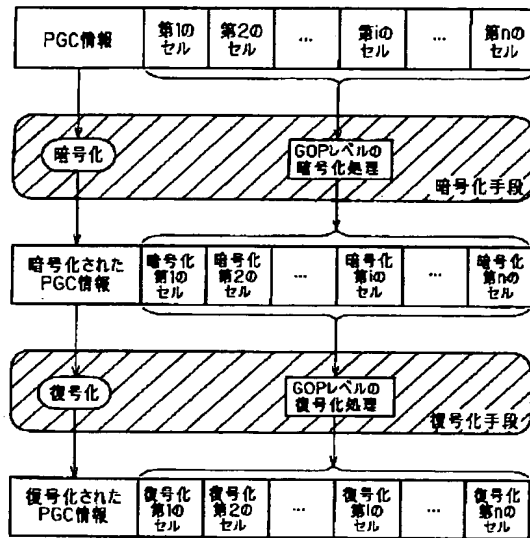 PGC情報
第1の
セル
第2の
セル
…
第iの
セル
…
第nの
セル
暗号化
GOPレベルの
暗号化処理
暗号化手段
暗号化された
PGC情報
暗号化
第1の
セル
暗号化
第2の
セル
…
暗号化
第iの
セル
…
暗号化
第nの
セル
復号化
GOPレベルの
復号化処理
復号化手段
復号化された
PGC情報
復号化
第1の
セル
復号化
第2の
セル
…
復号化
第iの
セル
…
復号化
第nの
セル